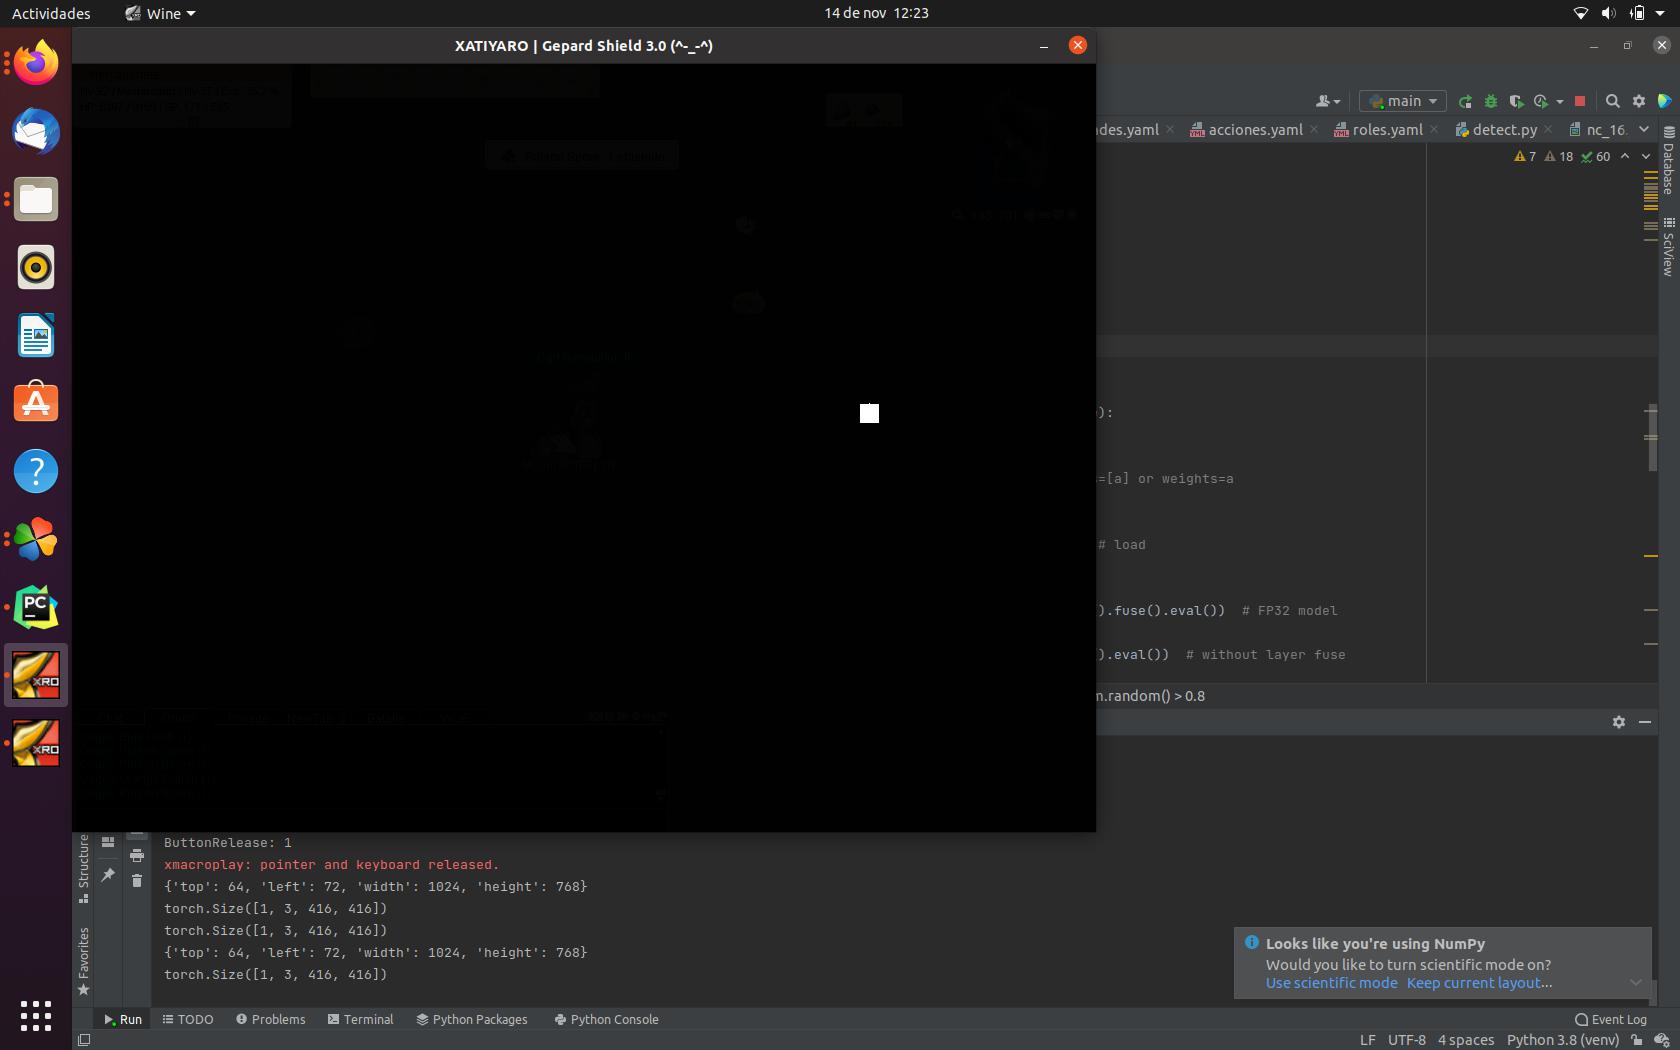 Actividades
Wine
14 de nov 12:23
XATIYARO | Gepard Shield 3.0 (^-_-^)
main
des.yaml
acciones.yaml
roles.yaml
detect.py
nc_16.
7
18
60
Database
SciView
):
=[a] or weights=a
# load
).fuse().eval()) # FP32 model
).eval()) # without layer fuse
m.random() > 0.8
PC
XRO
XRO
Structure
Favorites
ButtonRelease: 1
xmacroplay: pointer and keyboard released.
{'top': 64, 'left': 72, 'width': 1024, 'height': 768}
torch.Size([1, 3, 416, 416])
torch.Size([1, 3, 416, 416])
{'top': 64, 'left': 72, 'width': 1024, 'height': 768}
torch.Size([1, 3, 416, 416])
Looks like you're using NumPy
Would you like to turn scientific mode on?
Use scientific mode Keep current layout...
Run
TODO
Problems
Terminal
Python Packages
Python Console
Event Log
LF
UTF-8
4 spaces
Python 3.8 (venv)